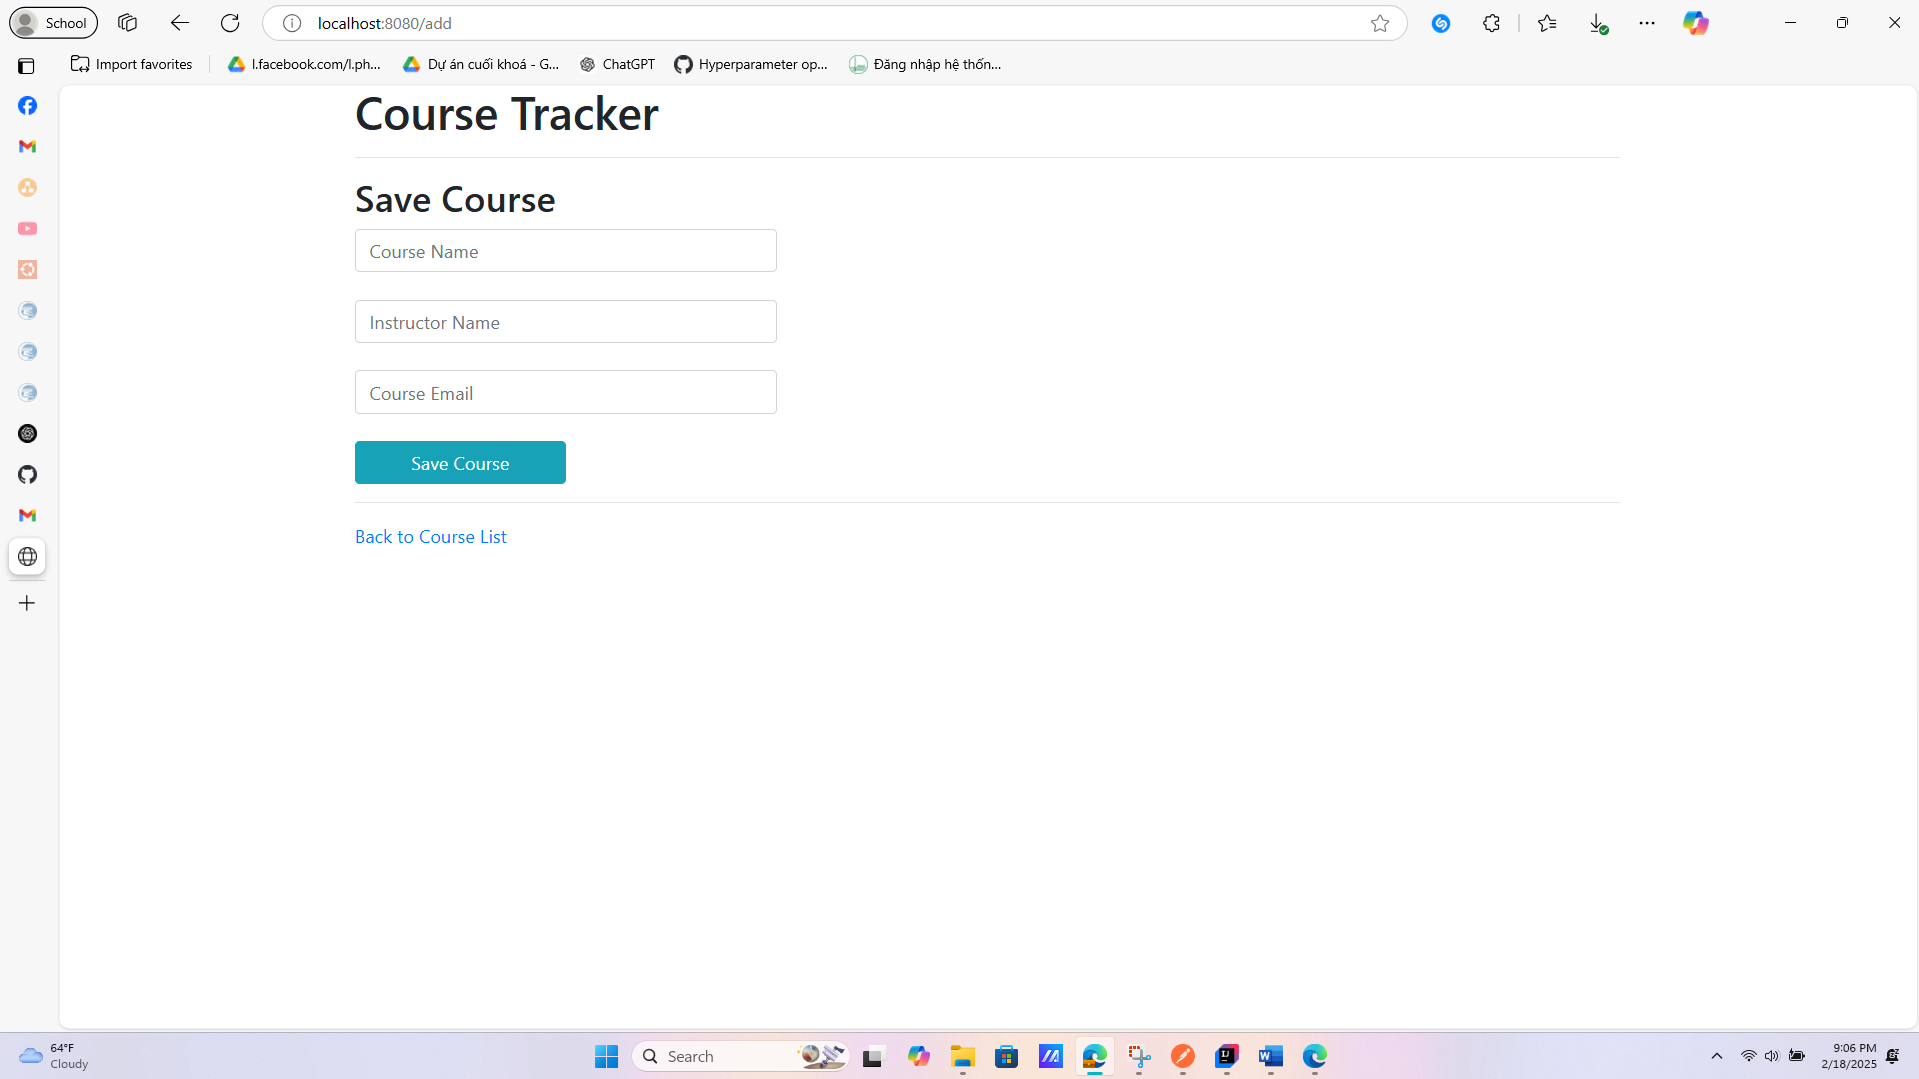 School
localhost:8080/add
Import favorites
l.facebook.com/l.ph...
Dự án cuối khoá - G...
ChatGPT
Hyperparameter op...
Đăng nhập hệ thốn...
Course Tracker
Save Course
Course Name
Instructor Name
Course Email
Save Course
Back to Course List
64°F
Cloudy
Search
9:06 PM
2/18/2025